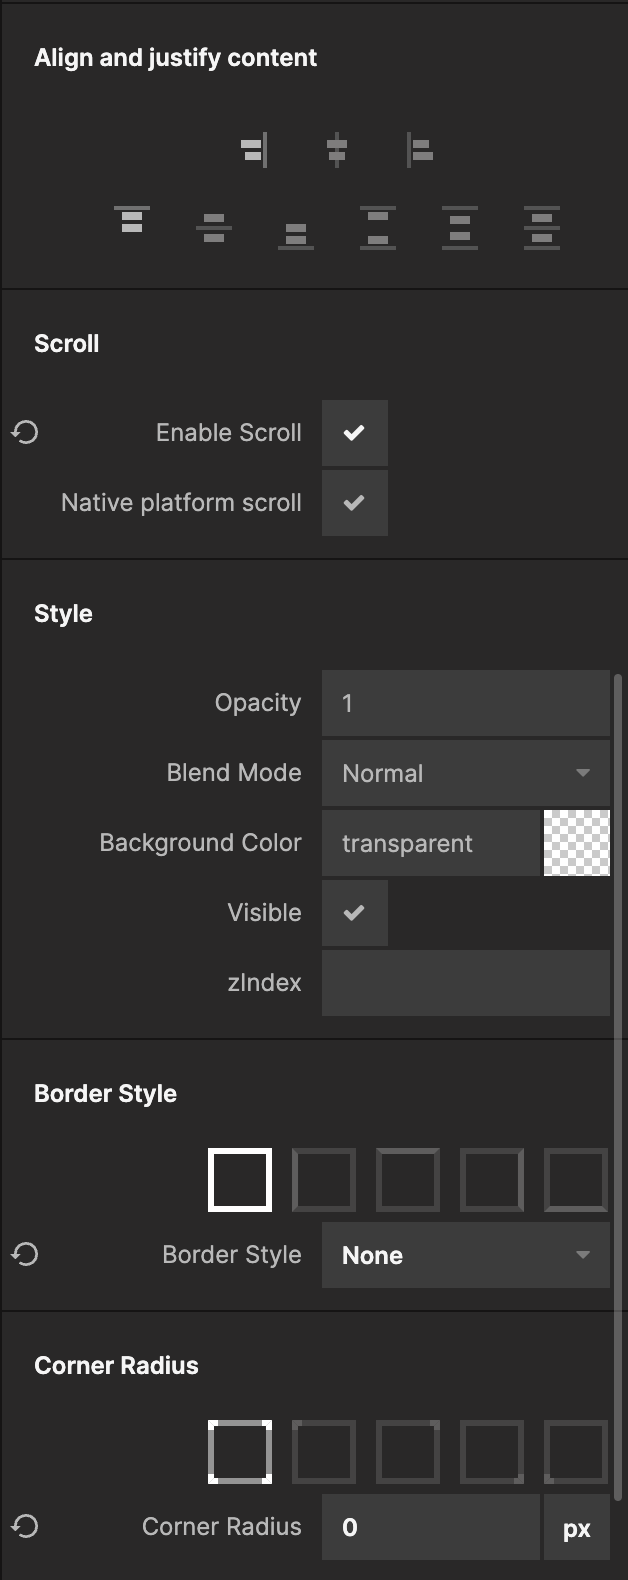 Align and justify content
Scroll
Enable Scroll
Native platform scroll
Style
Opacity 1
Blend Mode Normal
Background Color transparent
Visible
zIndex
Border Style
Border Style None
Corner Radius
Corner Radius 0 px